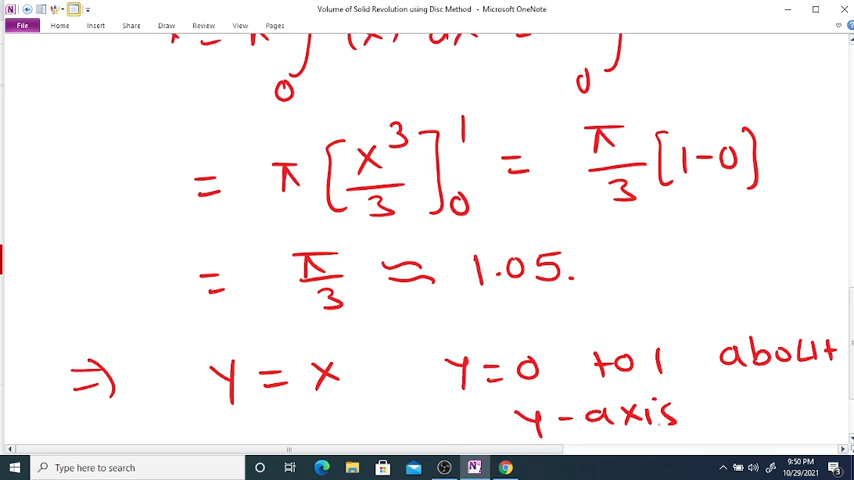 Volume of Solid Revolution using Disc Method - OneNote
File Home Insert Share Draw Review View Pages
0 0
= π [x³/3]₀¹ = π/3 [1-0]
= π/3 ≈ 1.05.
⇒ y = x y = 0 to 1 about
y - axis
Type here to search
9:50 PM
10/29/2021
3